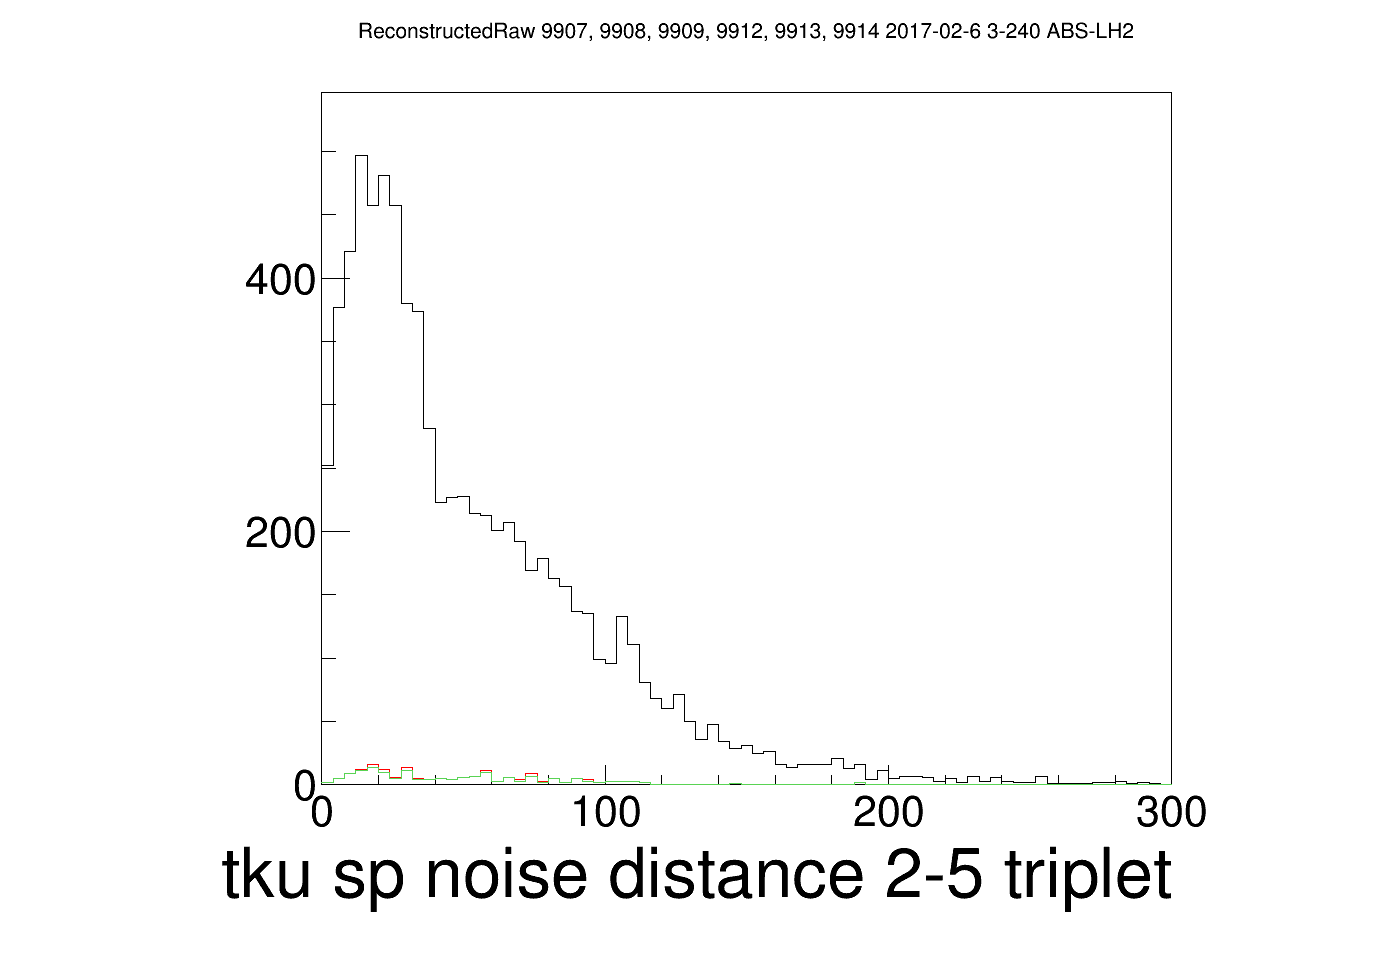 ReconstructedRaw 9907, 9908, 9909, 9912, 9913, 9914 2017-02-6 3-240 ABS-LH2
400
200
0
0 100 200 300
tku sp noise distance 2-5 triplet